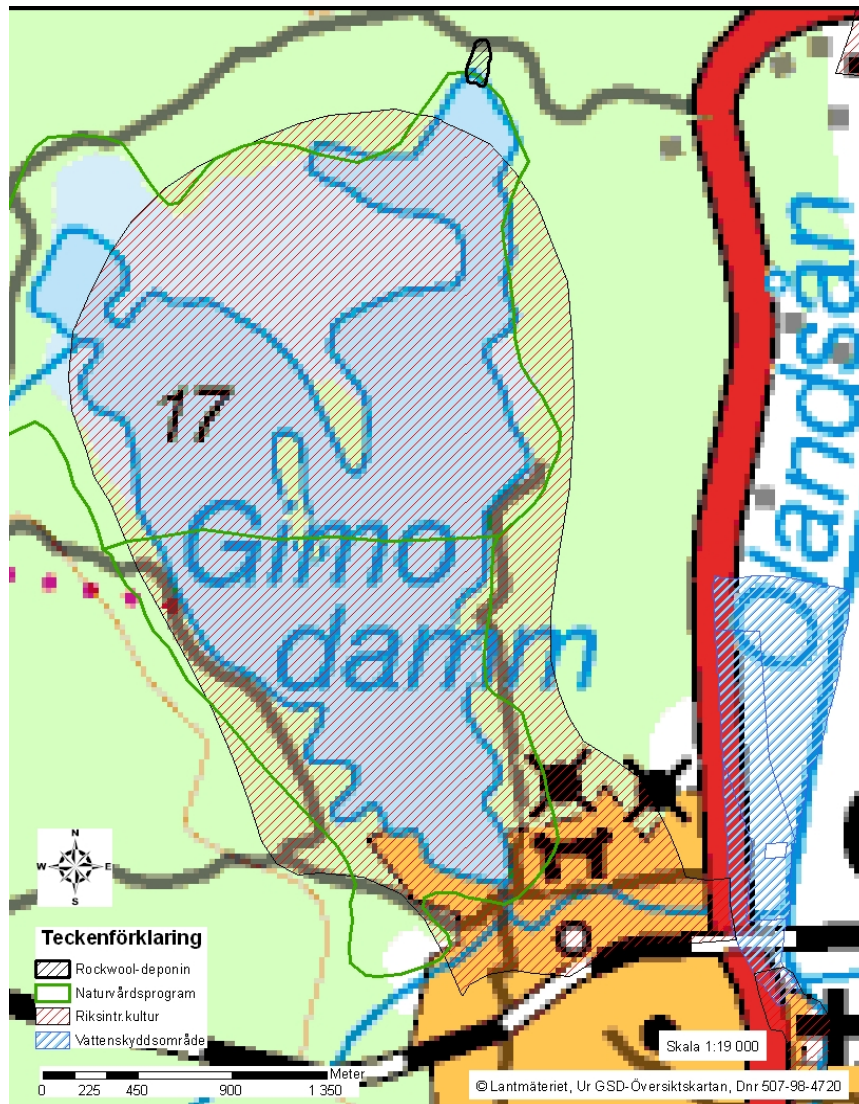 17
Gimo
damm
Olandsån
N
W E
S
Teckenförklaring
Rockwool-deponin
Naturvårdsprogram
Riksintr.kultur
Vattenskyddsområde
Meter
0 225 450 900 1 350
Skala 1:19 000
© Lantmäteriet, Ur GSD-Översiktskartan, Dnr 507-98-4720